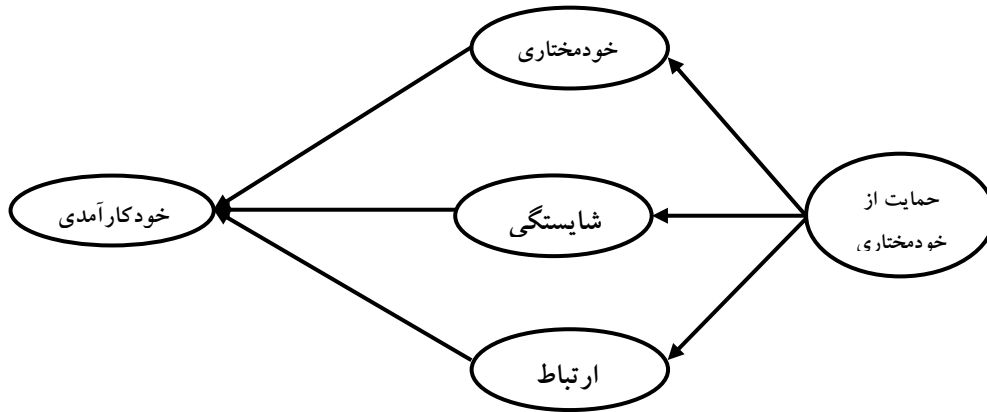 خودمختاری
حمایت از
خودمختاری
شایستگی
خودکارآمدی
ارتباط